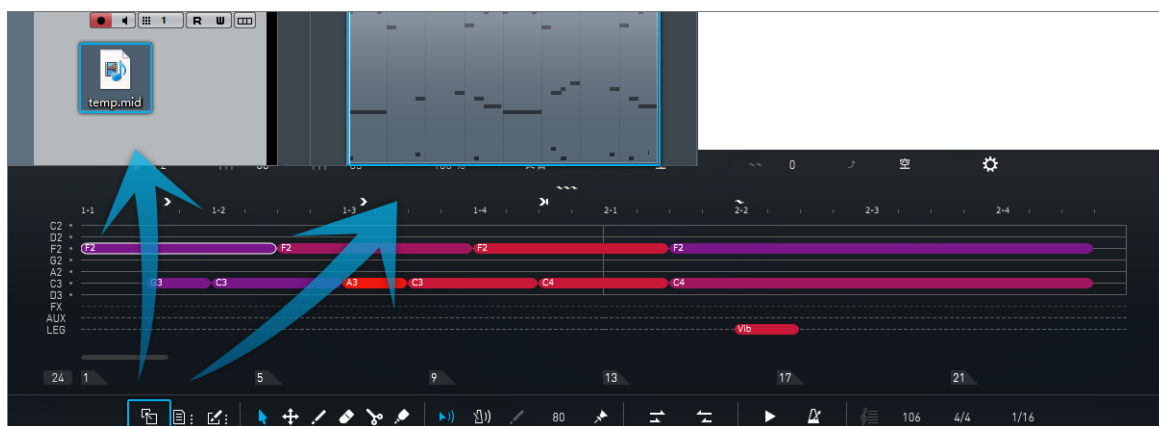 1 R W
temp.mid
0 空
1-1 1-2 1-3 1-4 2-1 2-2 2-3 2-4
C2
D2
F2 F2 F2 F2 F2
G2
A2
C3 C3 C3 A3 C3 C4 C4
D3
FX
AUX
LEG Vib
24 1 5 9 13 17 21
80 106 4/4 1/16